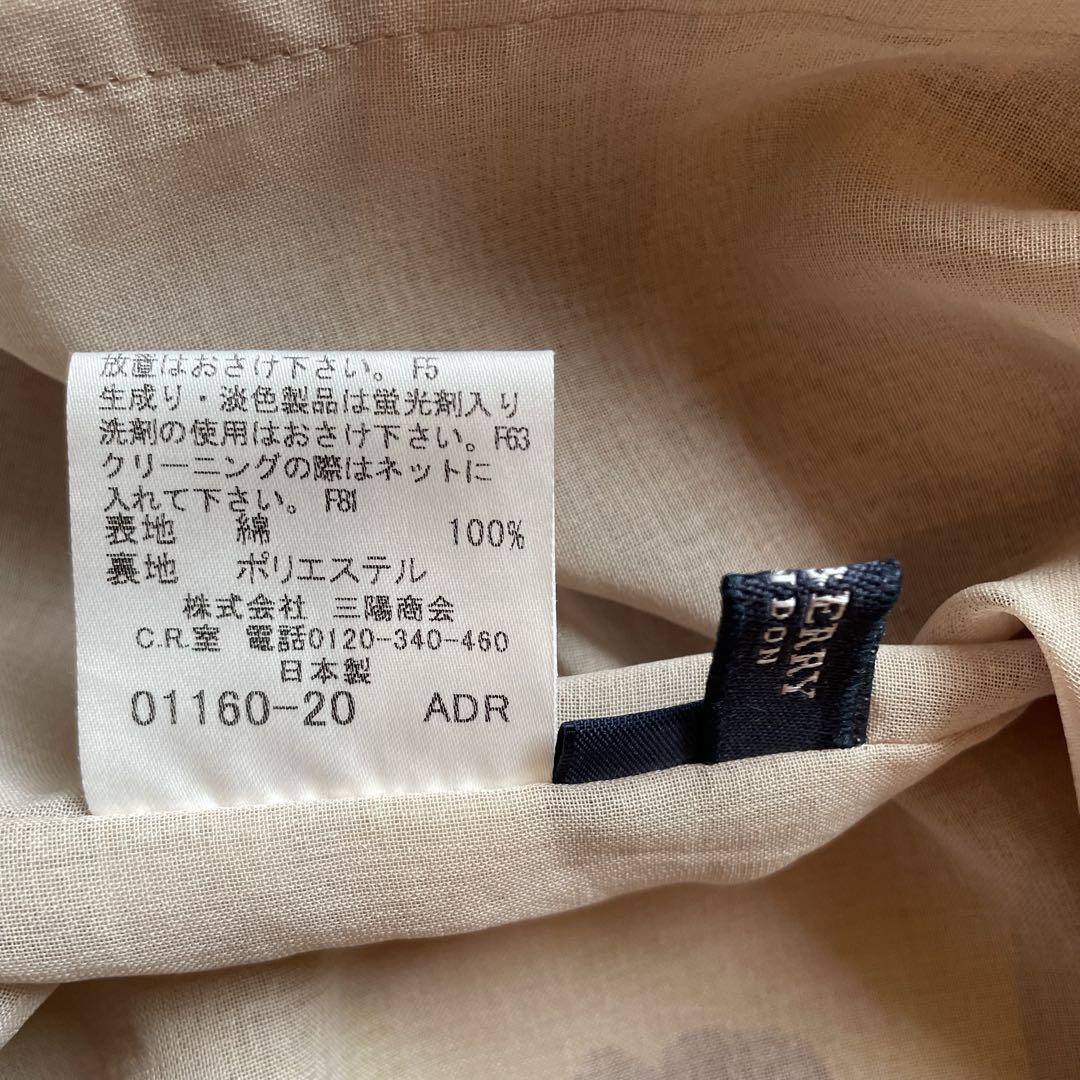 放置はおさけ下さい。 F5
生成り・淡色製品は蛍光剤入り
洗剤の使用はおさけ下さい。F63
クリーニングの際はネットに
入れて下さい。 F81
表地 綿 100%
裏地 ポリエステル
株式会社 三陽商会
C.R.室 電話0120-340-460
日本製
01160-20 ADR
ERRY
NDON